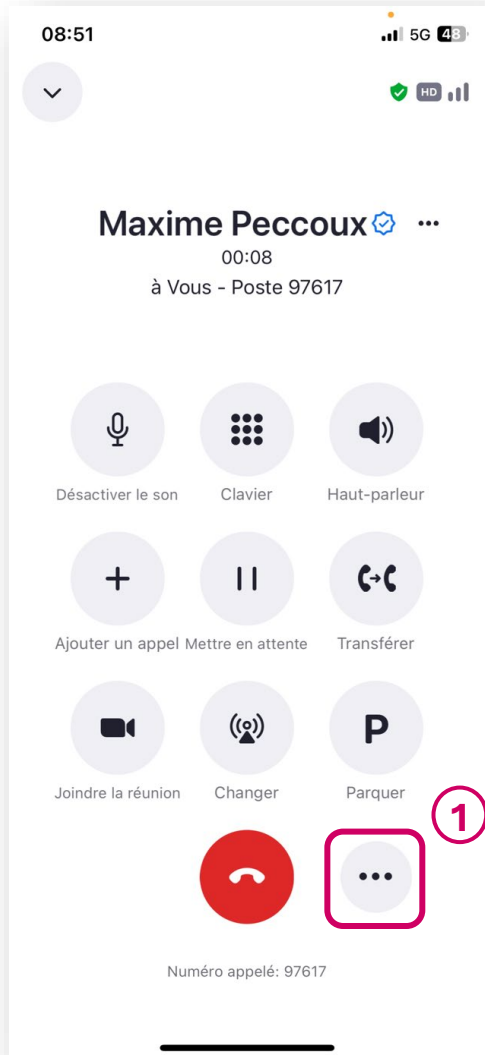 08:51
5G 48
HD
Maxime Peccoux
00:08
à Vous - Poste 97617
Désactiver le son Clavier Haut-parleur
Ajouter un appel Mettre en attente Transférer
P
Joindre la réunion Changer Parquer
1
Numéro appelé: 97617